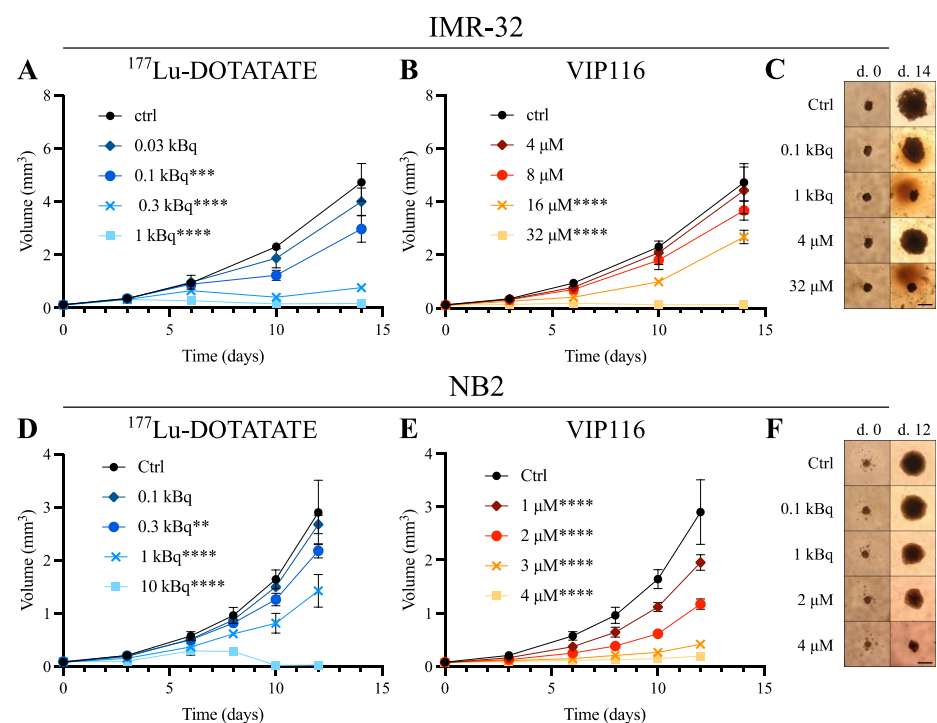 IMR-32
A ¹⁷⁷Lu-DOTATATE
Volume (mm³)
8
6
4
2
0
ctrl
0.03 kBq
0.1 kBq***
0.3 kBq****
1 kBq****
0 5 10 15
Time (days)
B VIP116
Volume (mm³)
8
6
4
2
0
ctrl
4 μM
8 μM
16 μM****
32 μM****
0 5 10 15
Time (days)
C d. 0 d. 14
Ctrl
0.1 kBq
1 kBq
4 μM
32 μM
NB2
D ¹⁷⁷Lu-DOTATATE
Volume (mm³)
4
3
2
1
0
Ctrl
0.1 kBq
0.3 kBq**
1 kBq****
10 kBq****
0 5 10 15
Time (days)
E VIP116
Volume (mm³)
4
3
2
1
0
Ctrl
1 μM****
2 μM****
3 μM****
4 μM****
0 5 10 15
Time (days)
F d. 0 d. 12
Ctrl
0.1 kBq
1 kBq
2 μM
4 μM